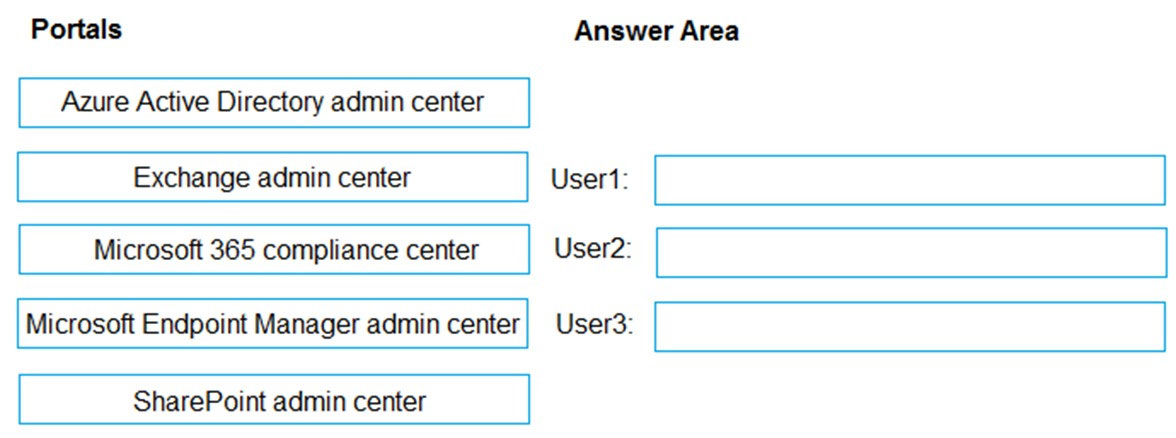 Portals
Answer Area
Azure Active Directory admin center
Exchange admin center
User1:
Microsoft 365 compliance center
User2:
Microsoft Endpoint Manager admin center
User3:
SharePoint admin center